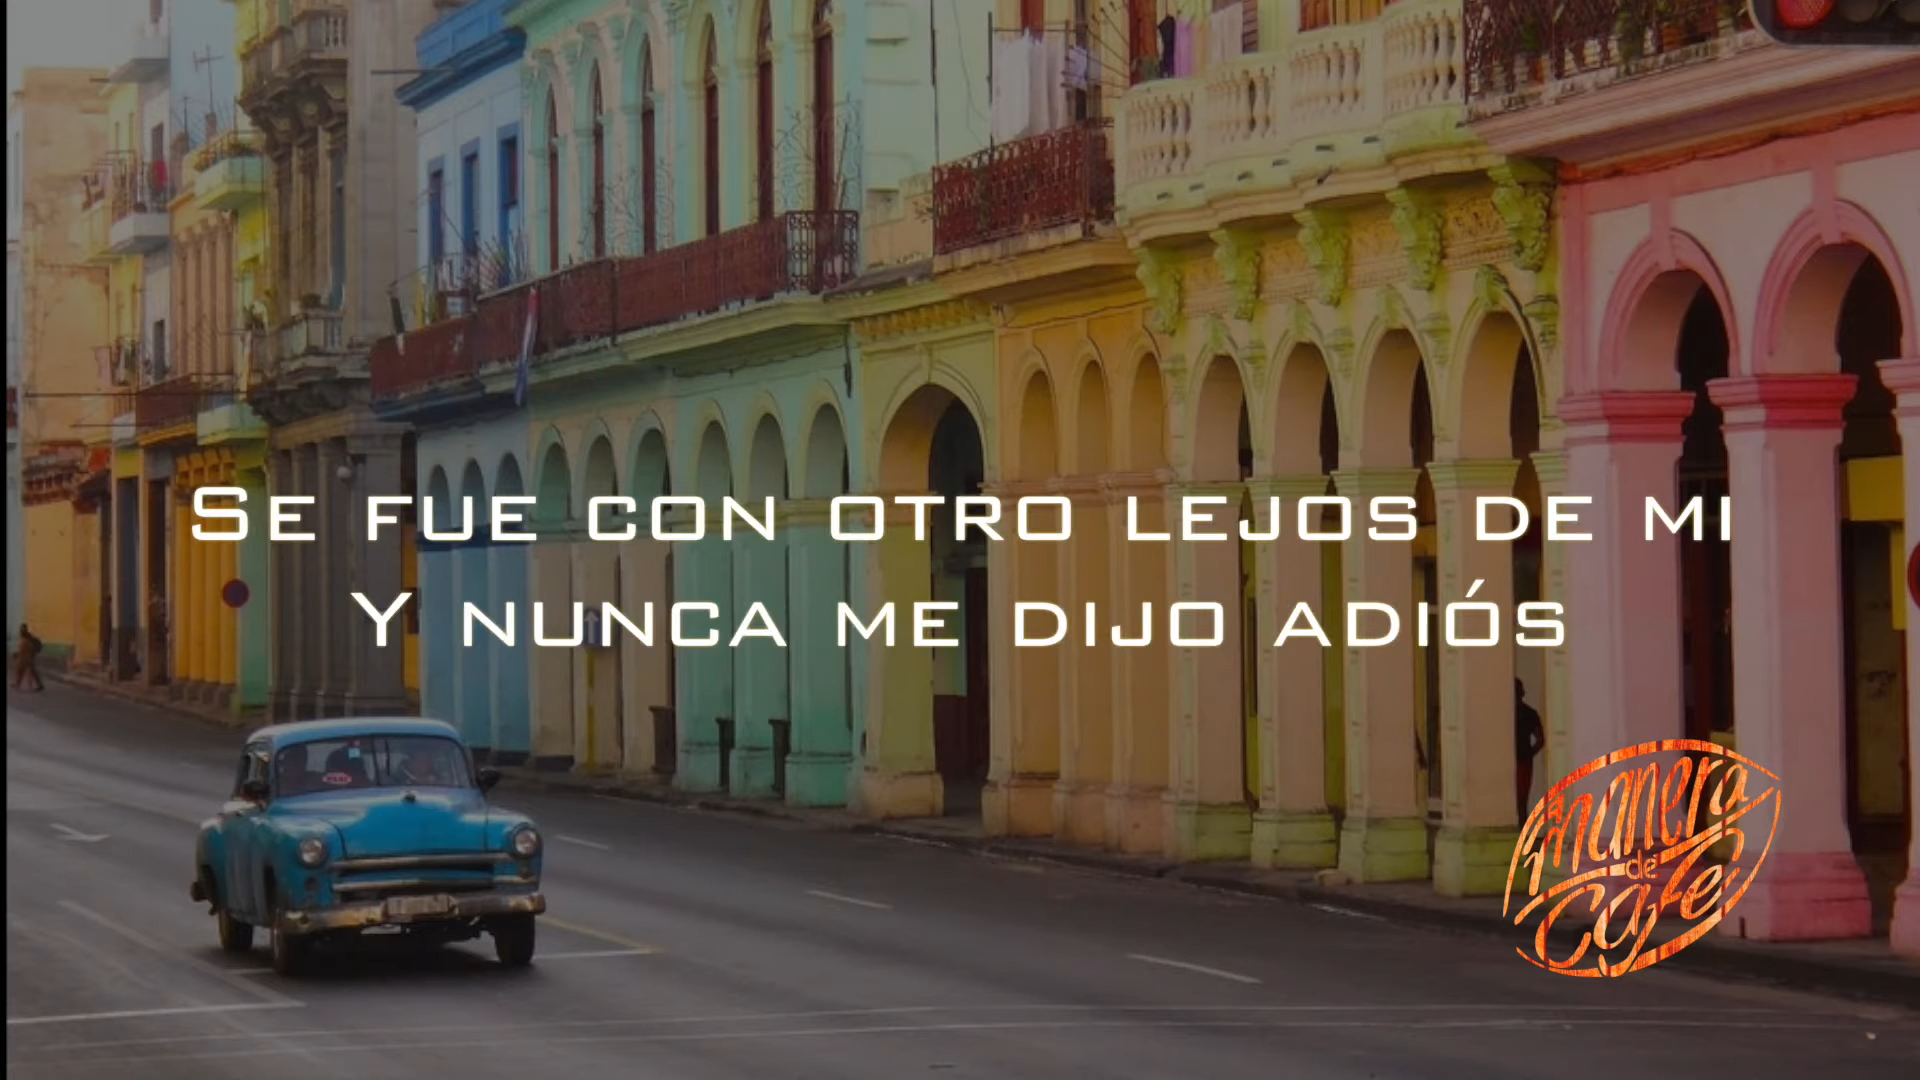 Se fue con otro lejos de mi
Y nunca me dijo adiós
manera
de
café